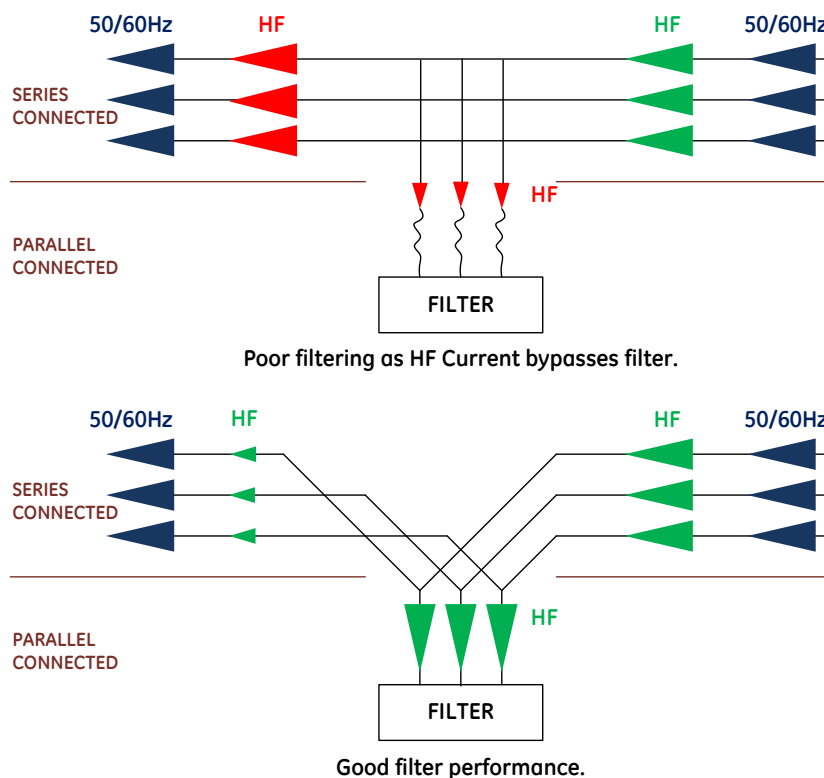 50/60Hz HF HF 50/60Hz
SERIES
CONNECTED
HF
PARALLEL
CONNECTED
FILTER
Poor filtering as HF Current bypasses filter.
50/60Hz HF HF 50/60Hz
SERIES
CONNECTED
HF
PARALLEL
CONNECTED
FILTER
Good filter performance.